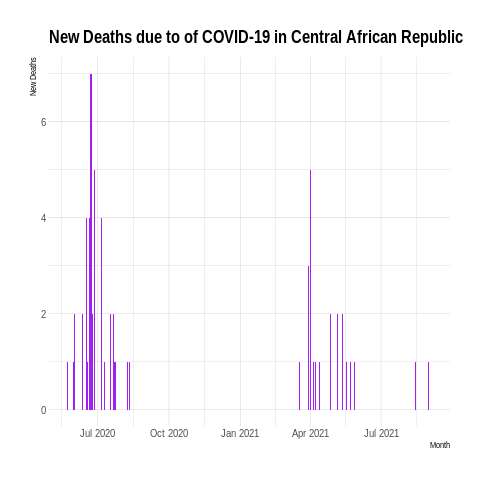 New Deaths due to of COVID-19 in Central African Republic
New Deaths
6
4
2
0
Jul 2020 Oct 2020 Jan 2021 Apr 2021 Jul 2021
Month